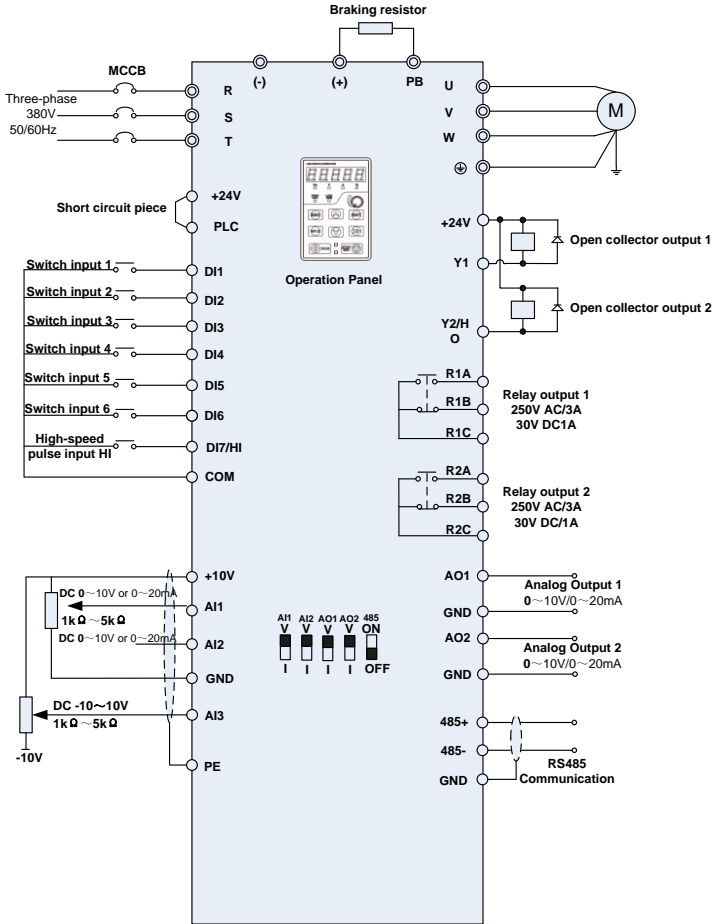 Braking resistor
MCCB
Three-phase
380V
50/60Hz
R
S
T
(-)
(+)
PB
U
V
W
M
+24V
Short circuit piece
PLC
Operation Panel
+24V
Open collector output 1
Y1
Open collector output 2
Y2/H
O
Switch input 1
DI1
Switch input 2
DI2
Switch input 3
DI3
Switch input 4
DI4
Switch input 5
DI5
Switch input 6
DI6
High-speed
pulse input HI
DI7/HI
COM
R1A
R1B
R1C
Relay output 1
250V AC/3A
30V DC1A
R2A
R2B
R2C
Relay output 2
250V AC/3A
30V DC/1A
+10V
DC 0～10V or 0～20mA
AI1
1kΩ～5kΩ
DC 0～10V or 0～20mA
AI2
GND
DC -10～10V
AI3
1kΩ～5kΩ
-10V
PE
AI1 AI2 AO1 AO2 485
V V V V ON
I I I I OFF
AO1
Analog Output 1
0～10V/0～20mA
GND
AO2
Analog Output 2
0～10V/0～20mA
GND
485+
485-
RS485
Communication
GND